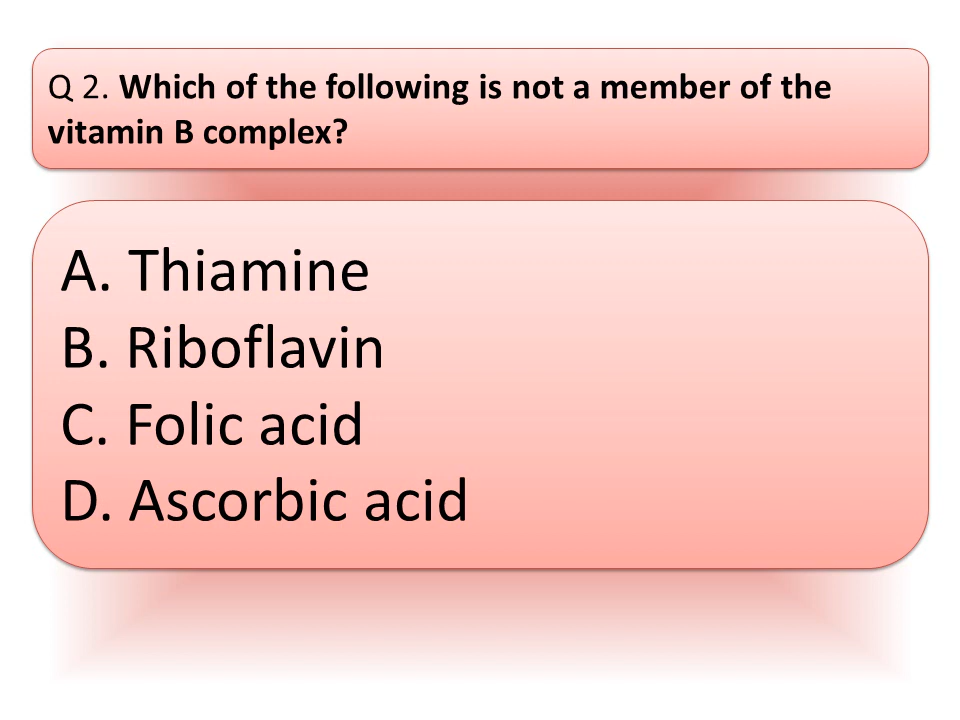 Q 2. Which of the following is not a member of the
vitamin B complex?
A. Thiamine
B. Riboflavin
C. Folic acid
D. Ascorbic acid